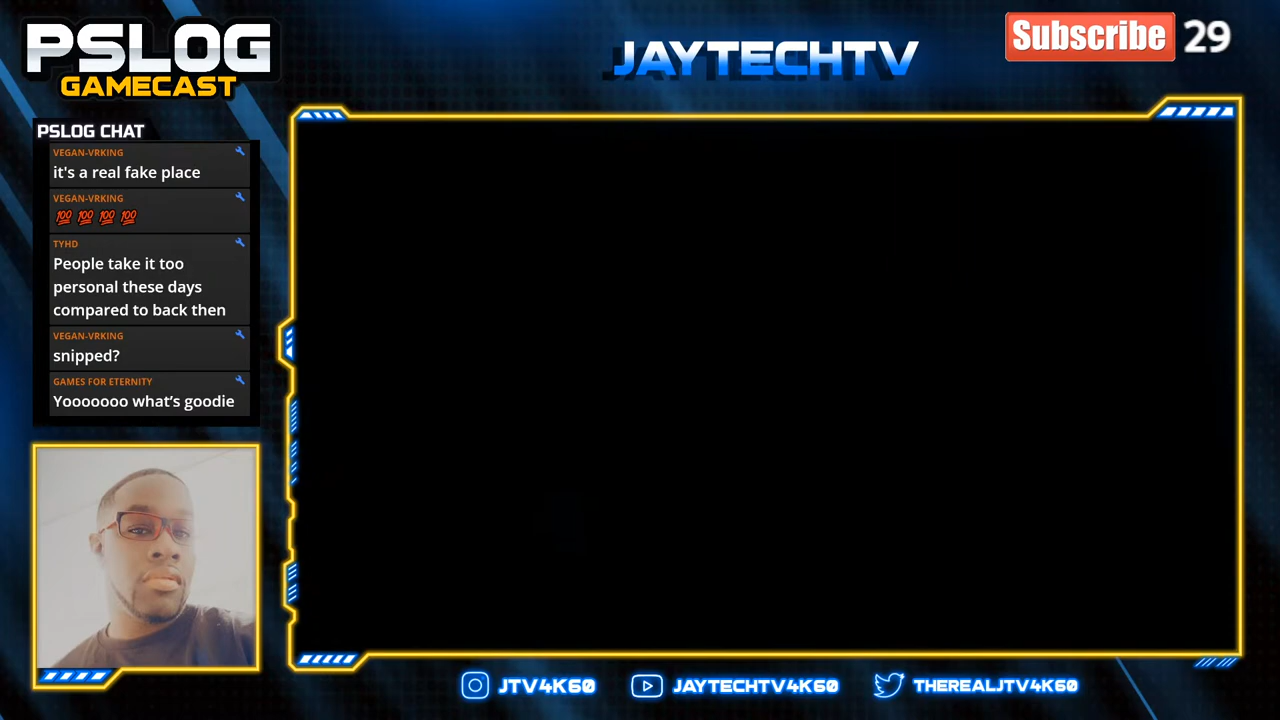 PSLOG
GAMECAST
JAYTECHTV
Subscribe 29
PSLOG CHAT
VEGAN-VRKING
it's a real fake place
VEGAN-VRKING
💯 💯 💯 💯
TYHD
People take it too
personal these days
compared to back then
VEGAN-VRKING
snipped?
GAMES FOR ETERNITY
Yooooooo what's goodie
JTV4K60
JAYTECHTV4K60
THEREALJTV4K60